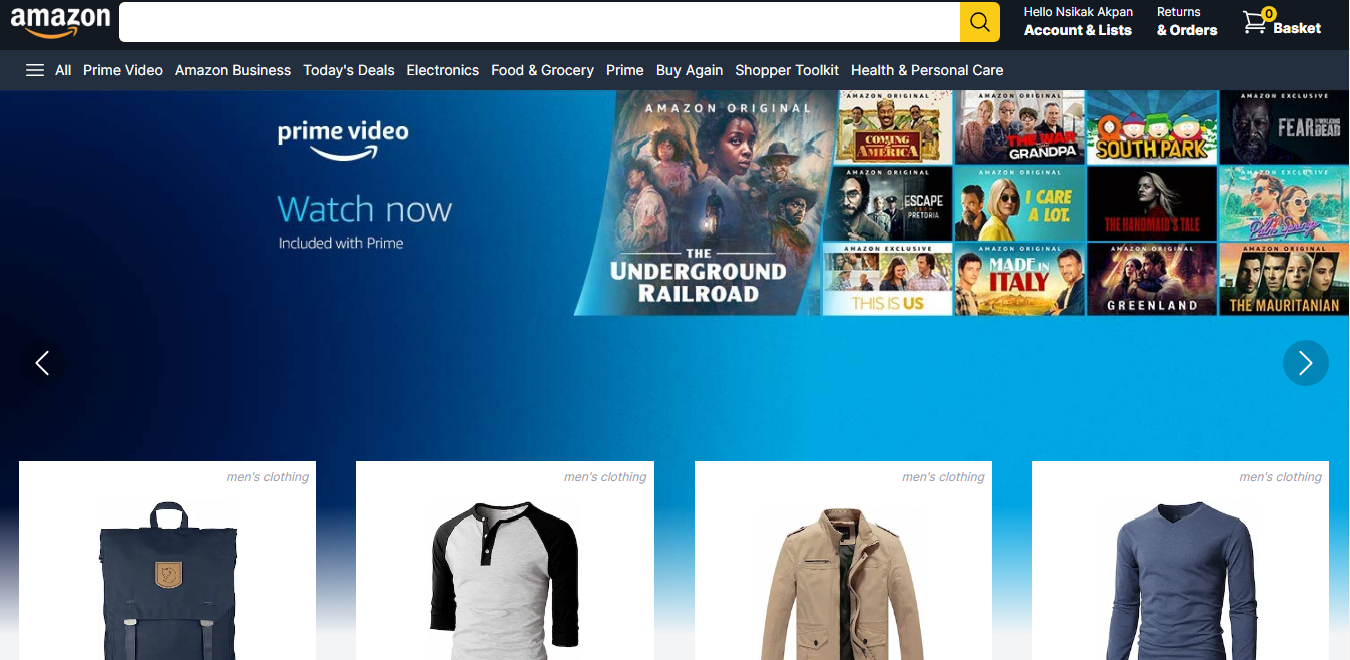 amazon
Hello Nsikak Akpan
Account & Lists
Returns
& Orders
0
Basket
All Prime Video Amazon Business Today's Deals Electronics Food & Grocery Prime Buy Again Shopper Toolkit Health & Personal Care
prime video
Watch now
Included with Prime
AMAZON ORIGINAL
THE
UNDERGROUND
RAILROAD
AMAZON ORIGINAL
COMING
AMERICA
AMAZON ORIGINAL
THE WAR
GRANDPA
SOUTH PARK
AMAZON EXCLUSIVE
FEAR THE WALKING DEAD
AMAZON ORIGINAL
ESCAPE
FROM
PRETORIA
AMAZON ORIGINAL
I CARE
A LOT.
THE HANDMAID'S TALE
AMAZON EXCLUSIVE
Palm Springs
AMAZON EXCLUSIVE
THIS IS US
AMAZON ORIGINAL
MADE IN
ITALY
AMAZON ORIGINAL
GREENLAND
AMAZON ORIGINAL
THE MAURITANIAN
men's clothing
men's clothing
men's clothing
men's clothing